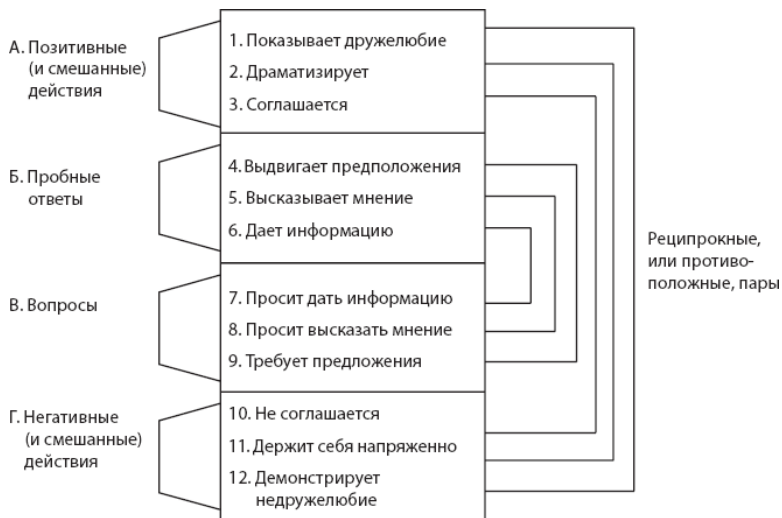 А. Позитивные
(и смешанные)
действия
1. Показывает дружелюбие
2. Драматизирует
3. Соглашается
Б. Пробные
ответы
4. Выдвигает предположения
5. Высказывает мнение
6. Дает информацию
В. Вопросы
7. Просит дать информацию
8. Просит высказать мнение
9. Требует предложения
Г. Негативные
(и смешанные)
действия
10. Не соглашается
11. Держит себя напряженно
12. Демонстрирует
недружелюбие
Реципрокные,
или противо-
положные, пары